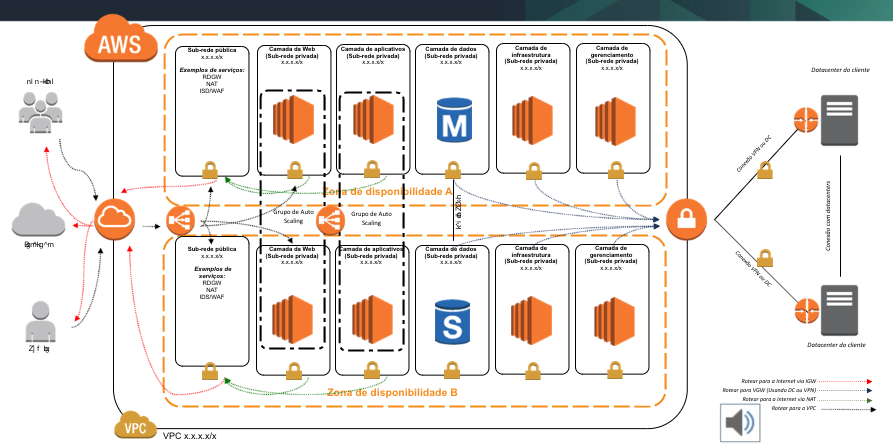 AWS
Sub-rede pública
x.x.x.x/x
Exemplos de serviços:
RDGW
NAT
ISD/WAF
Camada da Web
(Sub-rede privada)
x.x.x.x/x
Camada de aplicativos
(Sub-rede privada)
x.x.x.x/x
Camada de dados
(Sub-rede privada)
x.x.x.x/x
M
Camada de
infraestrutura
(Sub-rede privada)
x.x.x.x/x
Camada de
gerenciamento
(Sub-rede privada)
x.x.x.x/x
Zona de disponibilidade A
Grupo de Auto
Scaling
Grupo de Auto
Scaling
Sub-rede pública
x.x.x.x/x
Exemplos de
serviços:
RDGW
NAT
IDS/WAF
Camada da Web
(Sub-rede privada)
x.x.x.x/x
Camada de aplicativos
(Sub-rede privada)
x.x.x.x/x
Camada de dados
(Sub-rede privada)
x.x.x.x/x
S
Camada de
infraestrutura
(Sub-rede privada)
x.x.x.x/x
Camada de
gerenciamento
(Sub-rede privada)
x.x.x.x/x
Zona de disponibilidade B
VPC
VPC x.x.x.x/x
Datacenter do cliente
Conexão VPN ou DC
Conexão com datacenters
Conexão VPN ou DC
Datacenter do cliente
Rotear para a Internet via IGW
Rotear para VGW (Usando DC ou VPN)
Rotear para a Internet via NAT
Rotear para a VPC